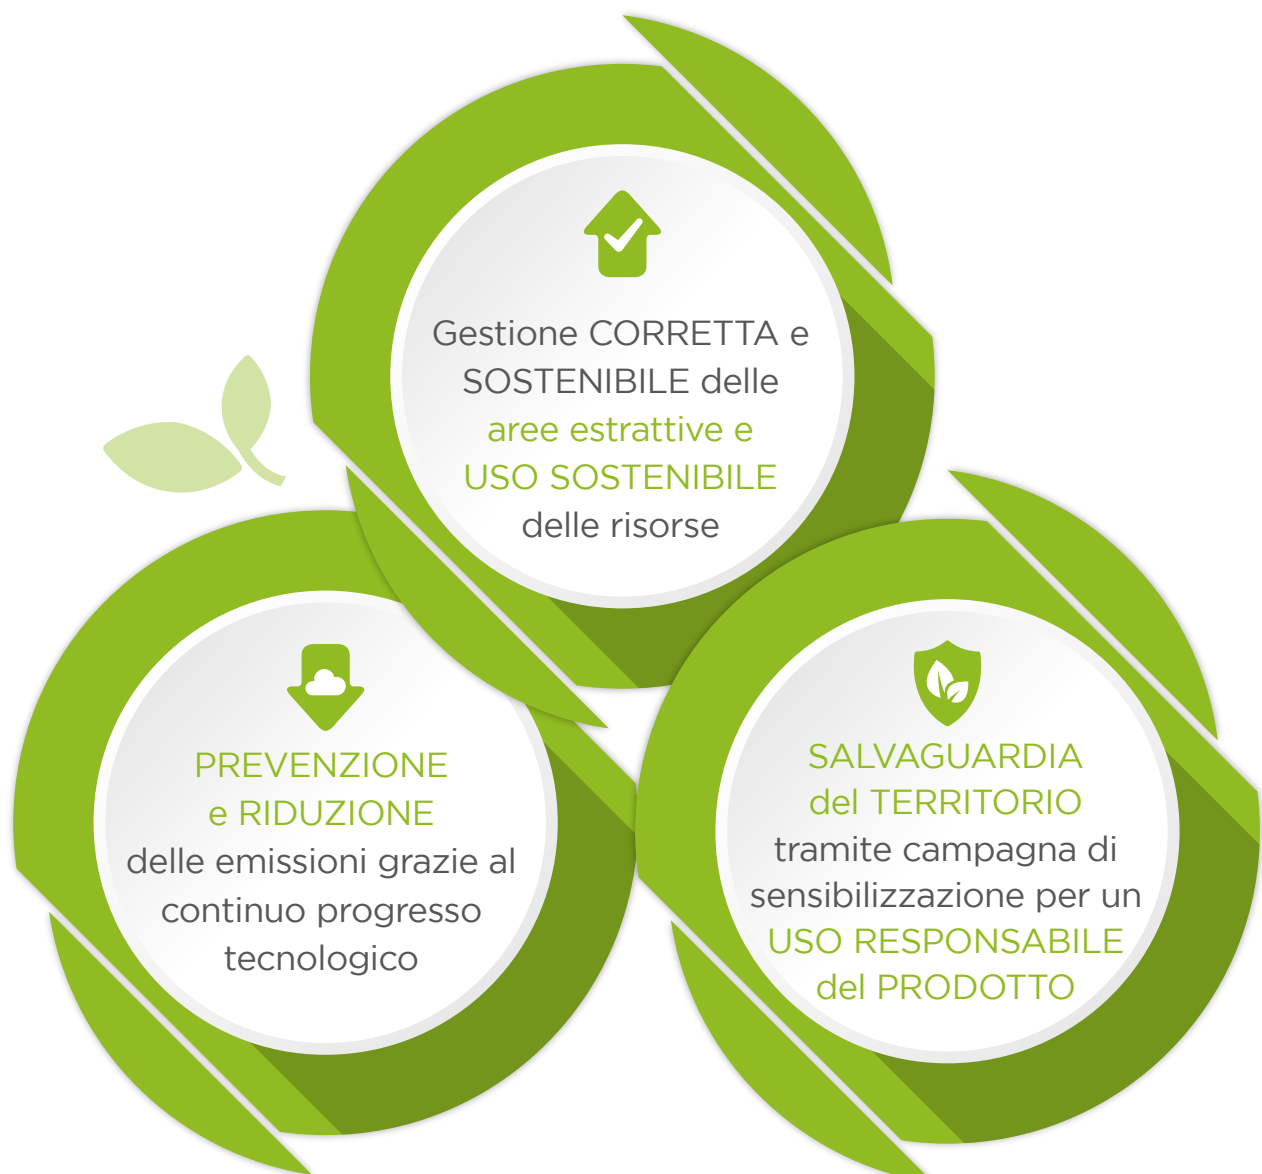 Gestione CORRETTA e
SOSTENIBILE delle
aree estrattive e
USO SOSTENIBILE
delle risorse
PREVENZIONE
e RIDUZIONE
delle emissioni grazie al
continuo progresso
tecnologico
SALVAGUARDIA
del TERRITORIO
tramite campagna di
sensibilizzazione per un
USO RESPONSABILE
del PRODOTTO